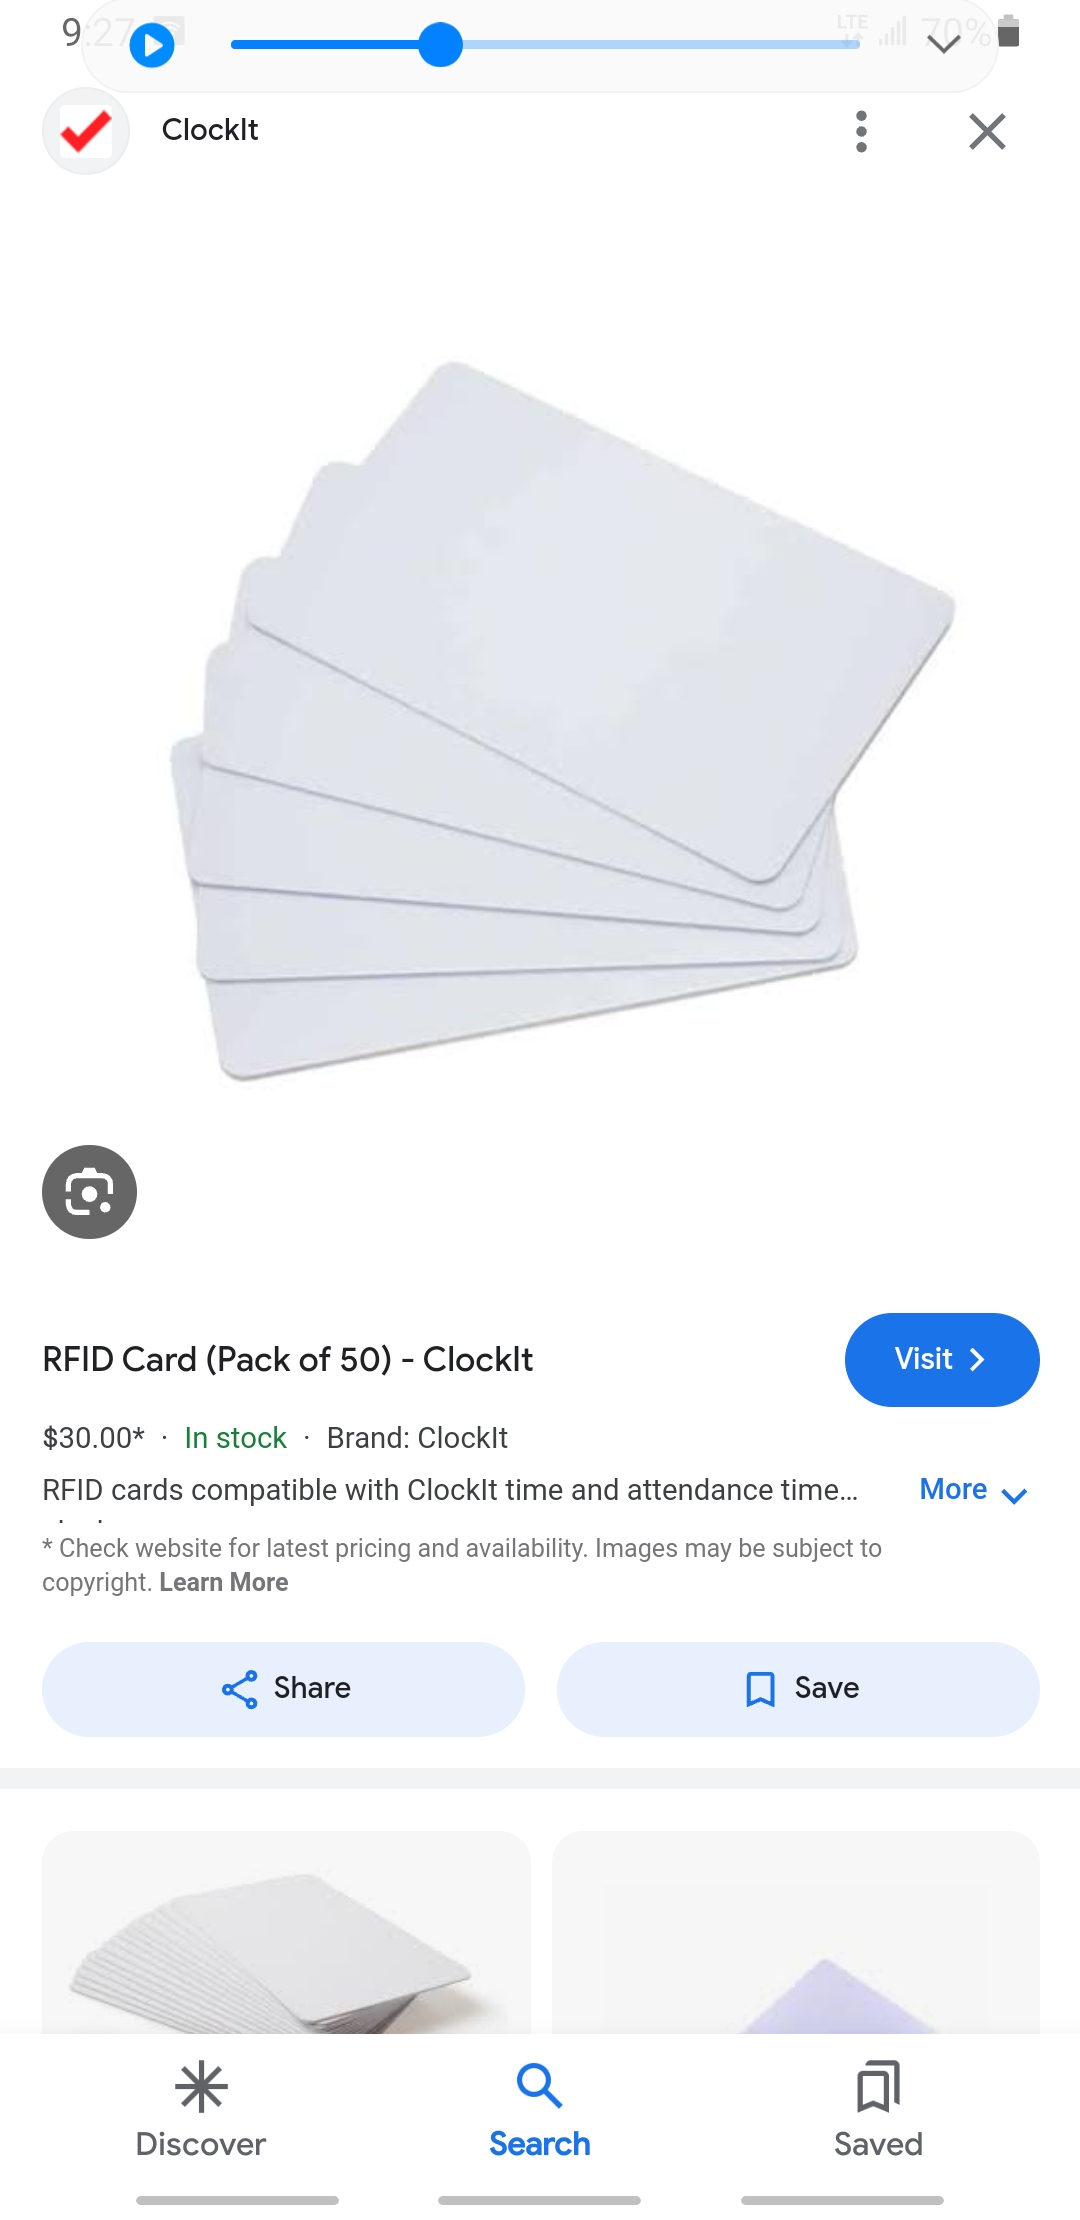 9:27
LTE
70%
ClockIt
RFID Card (Pack of 50) - ClockIt
Visit
$30.00* · In stock · Brand: ClockIt
RFID cards compatible with ClockIt time and attendance time…
More
* Check website for latest pricing and availability. Images may be subject to
copyright. Learn More
Share
Save
Discover
Search
Saved